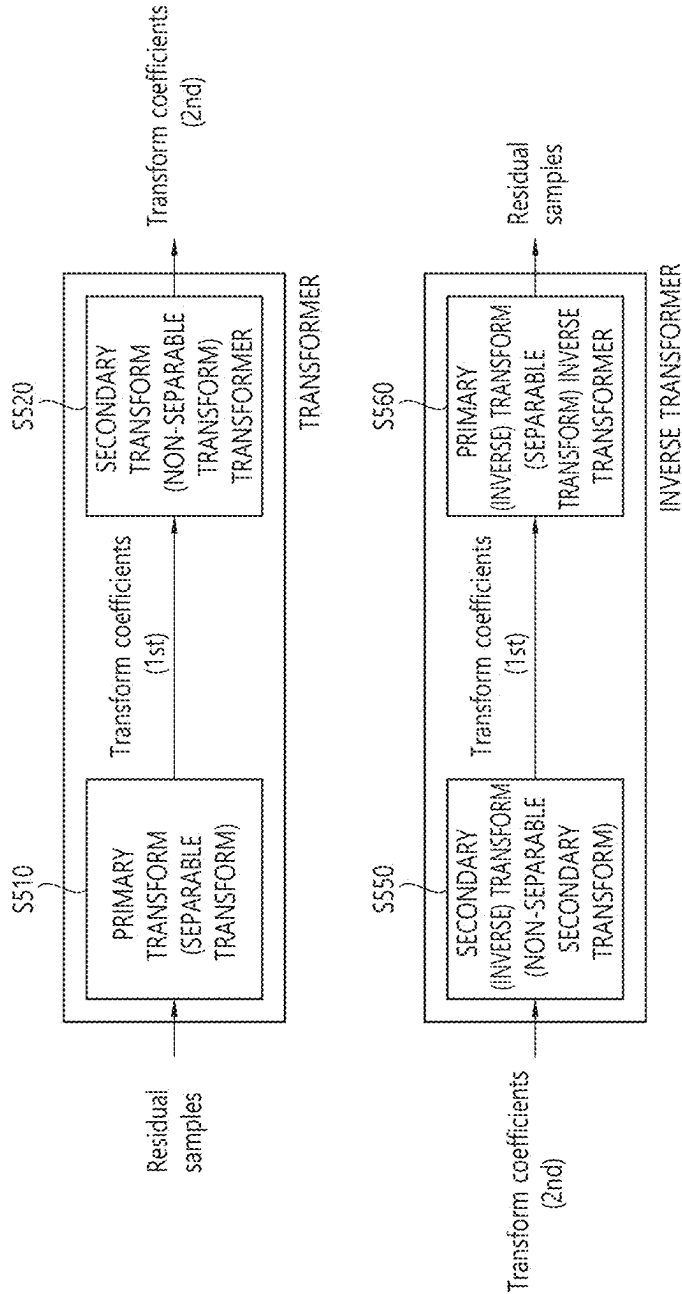 S510
S520
Residual
samples
PRIMARY
TRANSFORM
(SEPARABLE
TRANSFORM)
Transform coefficients
(1st)
SECONDARY
TRANSFORM
(NON-SEPARABLE
TRANSFORM)
TRANSFORMER
Transform coefficients
(2nd)
TRANSFORMER
S550
S560
Transform coefficients
(2nd)
SECONDARY
(INVERSE) TRANSFORM
(NON-SEPARABLE
SECONDARY
TRANSFORM)
Transform coefficients
(1st)
PRIMARY
(INVERSE) TRANSFORM
(SEPARABLE
TRANSFORM) INVERSE
TRANSFORMER
Residual
samples
INVERSE TRANSFORMER